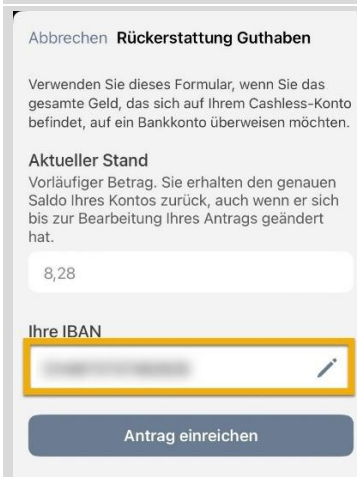 Abbrechen Rückerstattung Guthaben
Verwenden Sie dieses Formular, wenn Sie das
gesamte Geld, das sich auf Ihrem Cashless-Konto
befindet, auf ein Bankkonto überweisen möchten.
Aktueller Stand
Vorläufiger Betrag. Sie erhalten den genauen
Saldo Ihres Kontos zurück, auch wenn er sich
bis zur Bearbeitung Ihres Antrags geändert
hat.
8,28
Ihre IBAN
Antrag einreichen